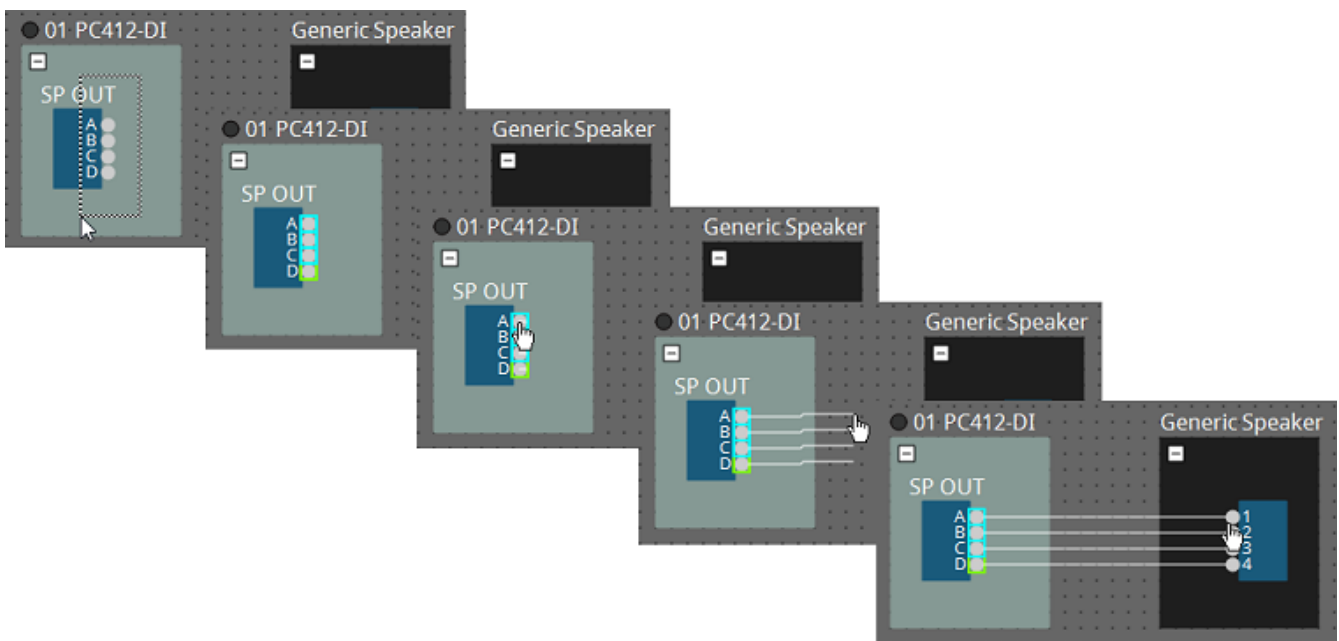 01 PC412-DI
Generic Speaker
SP OUT
A
B
C
D
01 PC412-DI
Generic Speaker
SP OUT
A
B
C
D
01 PC412-DI
Generic Speaker
SP OUT
A
B
C
D
01 PC412-DI
Generic Speaker
SP OUT
A
B
C
D
01 PC412-DI
Generic Speaker
SP OUT
A
B
C
D
1
2
3
4